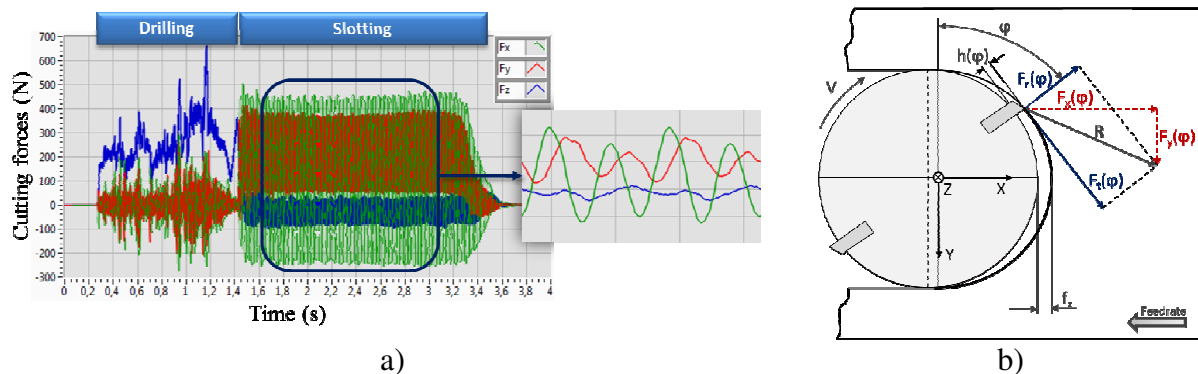 Drilling
Slotting
Cutting forces (N)
700
600
500
400
300
200
100
0
-100
-200
-300
Fx
Fy
Fz
0 0,2 0,4 0,6 0,8 1 1,2 1,4 1,6 1,8 2 2,2 2,4 2,6 2,8 3 3,2 3,4 3,6 3,8 4
Time (s)
a)
φ
h(φ)
Fr(φ)
Fx(φ)
V
R
Fy(φ)
Ft(φ)
Z
X
Y
fz
Feedrate
b)